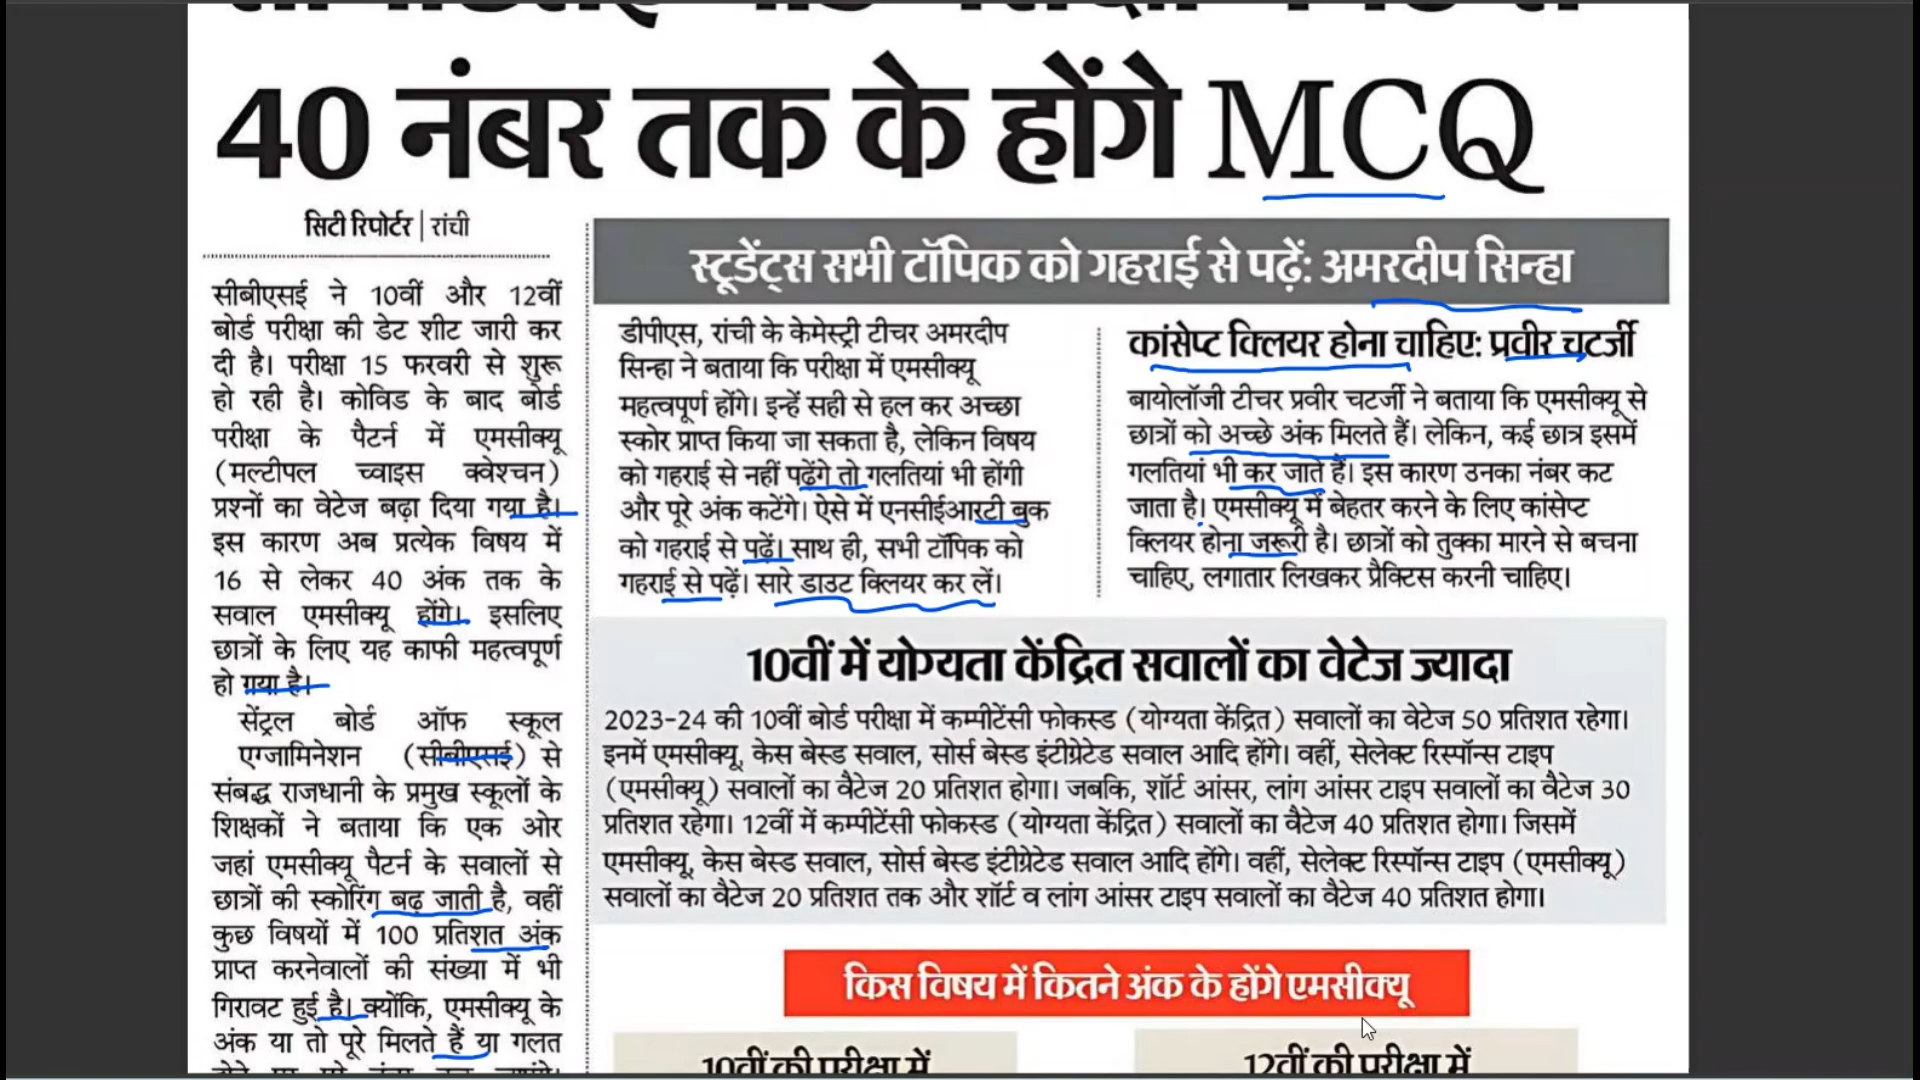 40 नंबर तक के होंगे MCQ
सिटी रिपोर्टर | रांची
सीबीएसई ने 10वीं और 12वीं
बोर्ड परीक्षा की डेट शीट जारी कर
दी है। परीक्षा 15 फरवरी से शुरू
हो रही है। कोविड के बाद बोर्ड
परीक्षा के पैटर्न में एमसीक्यू
(मल्टीपल च्वाइस क्वेश्चन)
प्रश्नों का वेटेज बढ़ा दिया गया है।
इस कारण अब प्रत्येक विषय में
16 से लेकर 40 अंक तक के
सवाल एमसीक्यू होंगे। इसलिए
छात्रों के लिए यह काफी महत्वपूर्ण
हो गया है।
सेंट्रल बोर्ड ऑफ स्कूल
एग्जामिनेशन (सीबीएसई) से
संबद्ध राजधानी के प्रमुख स्कूलों के
शिक्षकों ने बताया कि एक ओर
जहां एमसीक्यू पैटर्न के सवालों से
छात्रों की स्कोरिंग बढ़ जाती है, वहीं
कुछ विषयों में 100 प्रतिशत अंक
प्राप्त करनेवालों की संख्या में भी
गिरावट हुई है। क्योंकि, एमसीक्यू के
अंक या तो पूरे मिलते हैं या गलत
स्टूडेंट्स सभी टॉपिक को गहराई से पढ़ें: अमरदीप सिन्हा
डीपीएस, रांची के केमेस्ट्री टीचर अमरदीप
सिन्हा ने बताया कि परीक्षा में एमसीक्यू
महत्वपूर्ण होंगे। इन्हें सही से हल कर अच्छा
स्कोर प्राप्त किया जा सकता है, लेकिन विषय
को गहराई से नहीं पढ़ेंगे तो गलतियां भी होंगी
और पूरे अंक कटेंगे। ऐसे में एनसीईआरटी बुक
को गहराई से पढ़ें। साथ ही, सभी टॉपिक को
गहराई से पढ़ें। सारे डाउट क्लियर कर लें।
कांसेप्ट क्लियर होना चाहिए: प्रवीर चटर्जी
बायोलॉजी टीचर प्रवीर चटर्जी ने बताया कि एमसीक्यू से
छात्रों को अच्छे अंक मिलते हैं। लेकिन, कई छात्र इसमें
गलतियां भी कर जाते हैं। इस कारण उनका नंबर कट
जाता है। एमसीक्यू में बेहतर करने के लिए कांसेप्ट
क्लियर होना जरूरी है। छात्रों को तुक्का मारने से बचना
चाहिए, लगातार लिखकर प्रैक्टिस करनी चाहिए।
10वीं में योग्यता केंद्रित सवालों का वेटेज ज्यादा
2023-24 की 10वीं बोर्ड परीक्षा में कम्पीटेंसी फोकस्ड (योग्यता केंद्रित) सवालों का वेटेज 50 प्रतिशत रहेगा।
इनमें एमसीक्यू, केस बेस्ड सवाल, सोर्स बेस्ड इंटीग्रेटेड सवाल आदि होंगे। वहीं, सेलेक्ट रिस्पॉन्स टाइप
(एमसीक्यू) सवालों का वैटेज 20 प्रतिशत होगा। जबकि, शॉर्ट आंसर, लांग आंसर टाइप सवालों का वैटेज 30
प्रतिशत रहेगा। 12वीं में कम्पीटेंसी फोकस्ड (योग्यता केंद्रित) सवालों का वैटेज 40 प्रतिशत होगा। जिसमें
एमसीक्यू, केस बेस्ड सवाल, सोर्स बेस्ड इंटीग्रेटेड सवाल आदि होंगे। वहीं, सेलेक्ट रिस्पॉन्स टाइप (एमसीक्यू)
सवालों का वैटेज 20 प्रतिशत तक और शॉर्ट व लांग आंसर टाइप सवालों का वैटेज 40 प्रतिशत होगा।
किस विषय में कितने अंक के होंगे एमसीक्यू
10वीं की परीक्षा में
12वीं की परीक्षा में